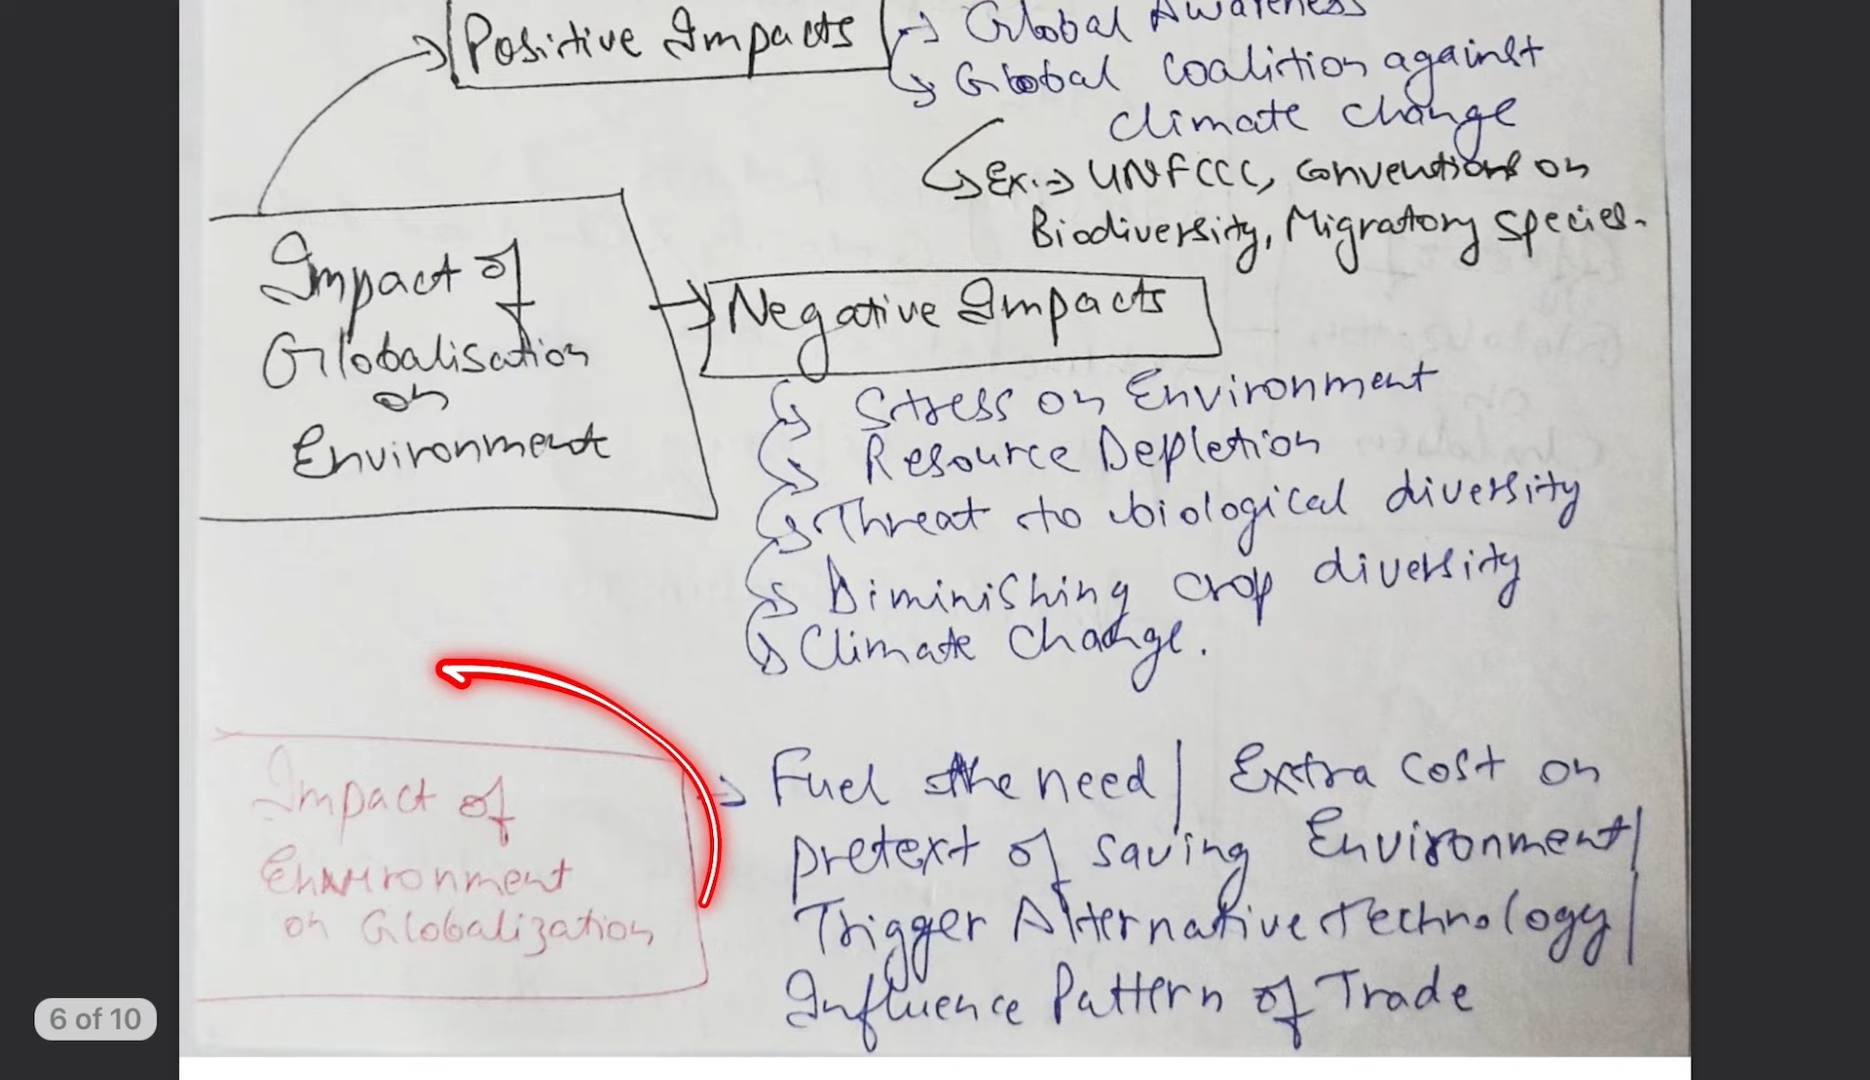 Positive Impacts
Global Awareness
Global coalition against
climate change
Ex. → UNFCCC, Conventions on
Biodiversity, Migratory Species.
Impact of
Globalisation
on
Environment
Negative Impacts
Stress on Environment
Resource Depletion
Threat to biological diversity
Diminishing crop diversity
Climate Change.
Impact of
Environment
on Globalization
Fuel the need / Extra cost on
pretext of saving Environment /
Trigger Alternative technology /
Influence Pattern of Trade
6 of 10